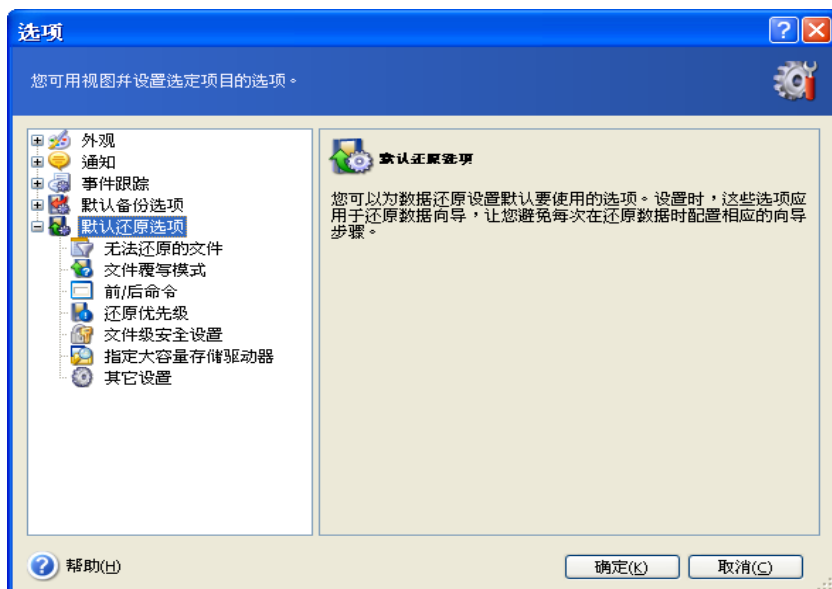 选项
您可用视图并设置选定项目的选项。
外观
通知
事件跟踪
默认备份选项
默认还原选项
无法还原的文件
文件覆写模式
前/后命令
还原优先级
文件级安全设置
指定大容量存储驱动器
其它设置
默认还原选项
您可以为数据还原设置默认要使用的选项。设置时，这些选项应
用于还原数据向导，让您避免每次在还原数据时配置相应的向导
步骤。
帮助(H)
确定(K)
取消(C)